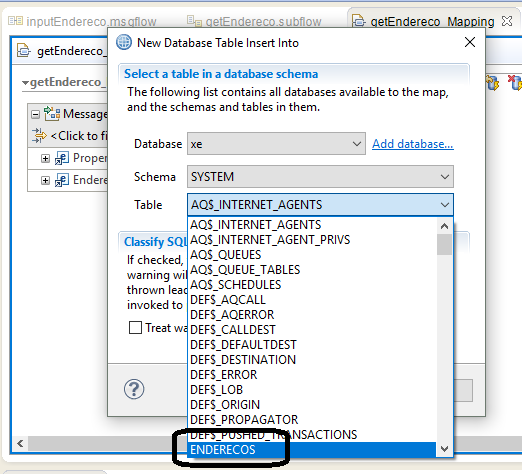 inputEndereco.msgflow
getEndereco.subflow
getEndereco_Mapping
getEndereco_
New Database Table Insert Into
getEndereco_
Select a table in a database schema
The following list contains all databases available to the map,
and the schemas and tables in them.
Message
<Click to fi
Proper
Endere
Database
xe
Add database...
Schema
SYSTEM
Table
AQ$_INTERNET_AGENTS
AQ$_INTERNET_AGENTS
AQ$_INTERNET_AGENT_PRIVS
AQ$_QUEUES
AQ$_QUEUE_TABLES
AQ$_SCHEDULES
DEF$_AQCALL
DEF$_AQERROR
DEF$_CALLDEST
DEF$_DEFAULTDEST
DEF$_DESTINATION
DEF$_ERROR
DEF$_LOB
DEF$_ORIGIN
DEF$_PROPAGATOR
DEF$_PUSHED_TRANSACTIONS
ENDERECOS
Classify SQL
If checked,
warning wil
thrown lead
invoked to
Treat wa